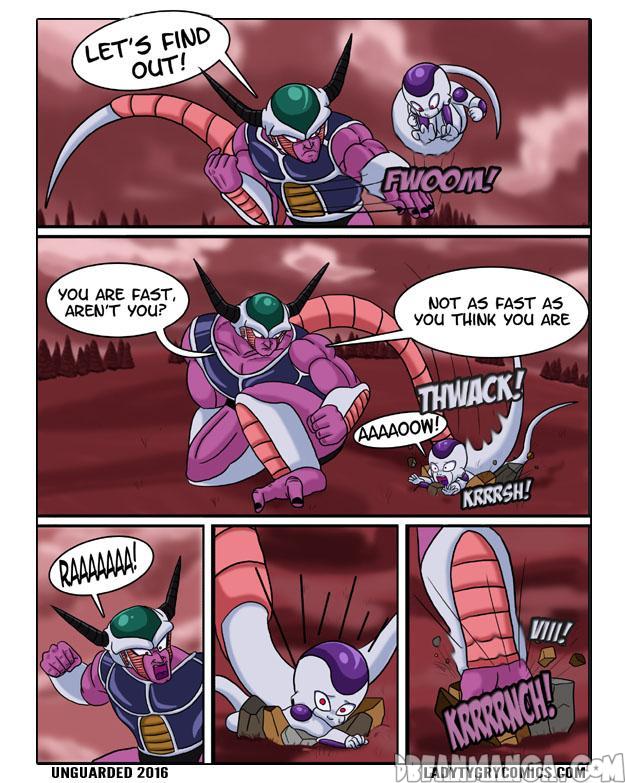 LET'S FIND
OUT!
FWOOM!
YOU ARE FAST,
AREN'T YOU?
NOT AS FAST AS
YOU THINK YOU ARE
THWACK!
AAAAOOW!
KRRRSH!
RAAAAAAA!
VIII!
KRRRRNCH!
UNGUARDED 2016
LADYTYGRYCOMICS.COM
DBFANMANGA.COM